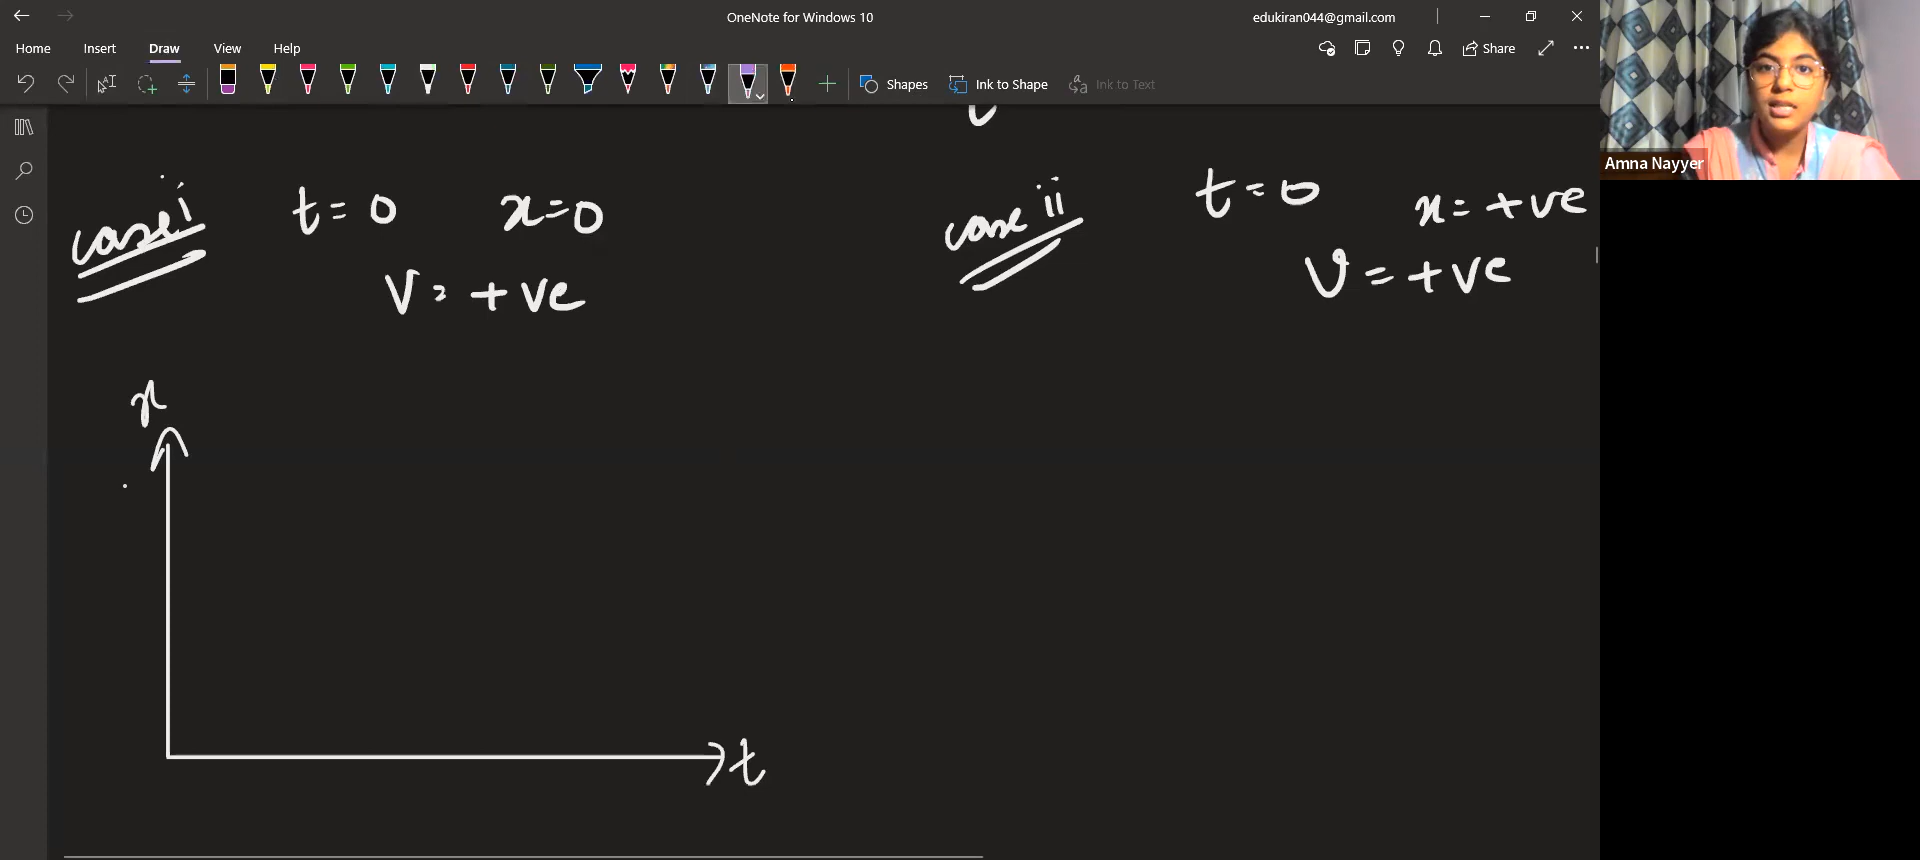 OneNote for Windows 10
edukiran044@gmail.com
Home Insert Draw View Help
Share
Shapes Ink to Shape Ink to Text
Amna Nayyer
case i t = 0 x = 0
V = +ve
case ii t = 0 x = +ve
V = +ve
x
t